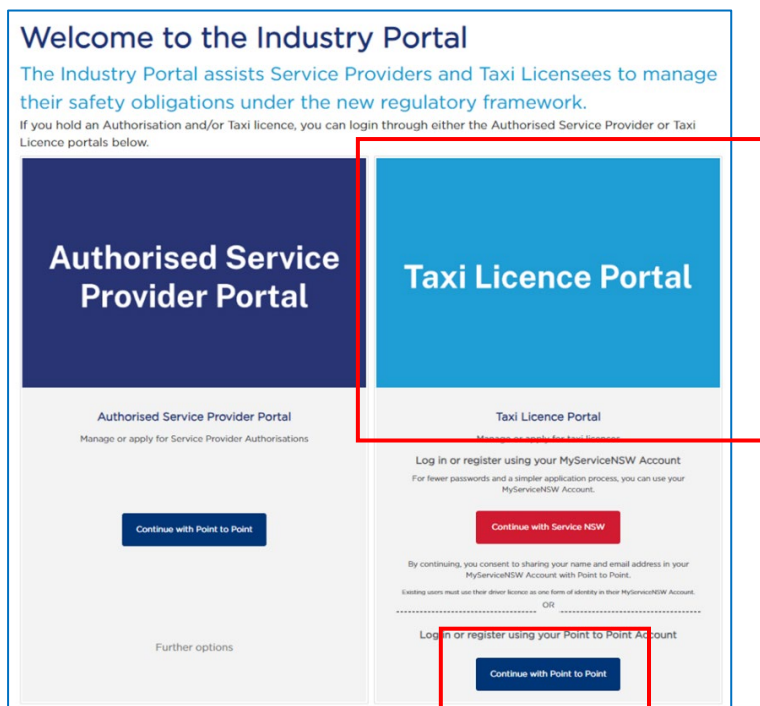 Welcome to the Industry Portal
The Industry Portal assists Service Providers and Taxi Licensees to manage
their safety obligations under the new regulatory framework.
If you hold an Authorisation and/or Taxi licence, you can login through either the Authorised Service Provider or Taxi
Licence portals below.
Authorised Service
Provider Portal
Authorised Service Provider Portal
Manage or apply for Service Provider Authorisations
Continue with Point to Point
Further options
Taxi Licence Portal
Taxi Licence Portal
Manage or apply for taxi licences
Log in or register using your MyServiceNSW Account
For fewer passwords and a simpler application process, you can use your
MyServiceNSW Account.
Continue with Service NSW
By continuing, you consent to sharing your name and email address in your
MyServiceNSW Account with Point to Point.
Existing users must use their driver licence as one form of identity in their MyServiceNSW Account.
OR
Log in or register using your Point to Point Account
Continue with Point to Point